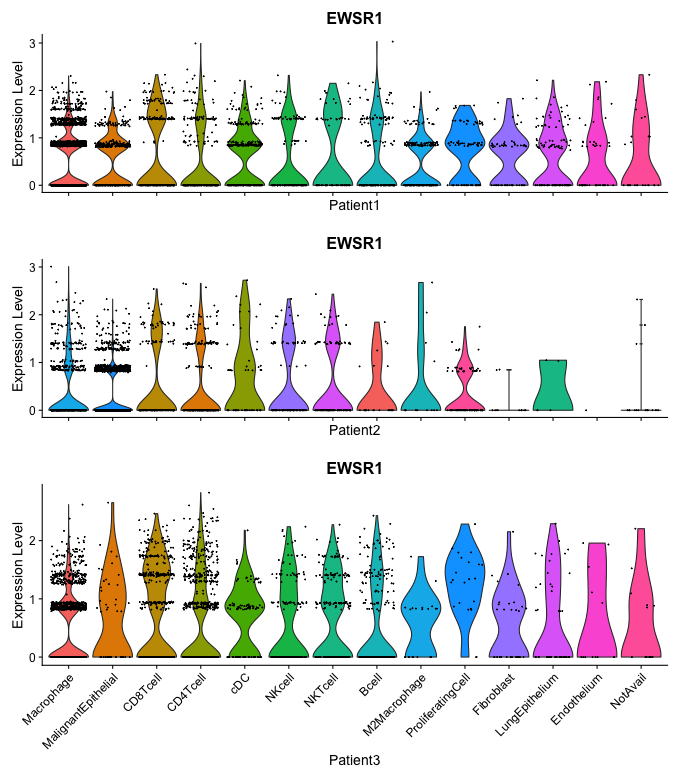 EWSR1
Expression Level
3
2
1
0
Patient1
EWSR1
Expression Level
3
2
1
0
Patient2
EWSR1
Expression Level
2
1
0
Macrophage
MalignantEpithelial
CD8Tcell
CD4Tcell
cDC
NKcell
NKTcell
Bcell
M2Macrophage
ProliferatingCell
Fibroblast
LungEpithelium
Endothelium
NotAvail
Patient3